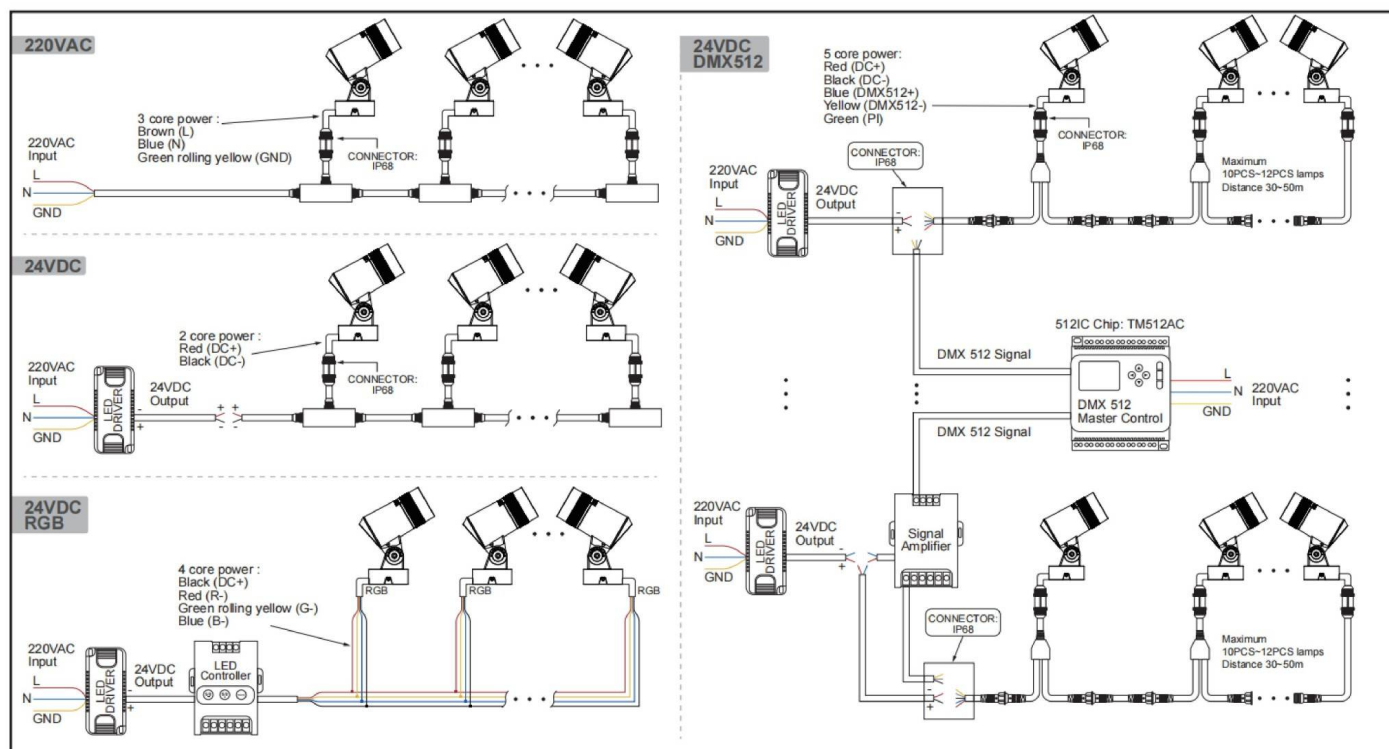 220VAC
3 core power :
Brown (L)
Blue (N)
Green rolling yellow (GND)
220VAC
Input
L
N
GND
CONNECTOR:
IP68
24VDC
2 core power :
Red (DC+)
Black (DC-)
220VAC
Input
L
N
GND
LED
DRIVER
24VDC
Output
-
+
+ +
- -
CONNECTOR:
IP68
24VDC
RGB
4 core power :
Black (DC+)
Red (R-)
Green rolling yellow (G-)
Blue (B-)
RGB
RGB
RGB
220VAC
Input
L
N
GND
LED
DRIVER
24VDC
Output
-
+
LED
Controller
24VDC
DMX512
5 core power:
Red (DC+)
Black (DC-)
Blue (DMX512+)
Yellow (DMX512-)
Green (PI)
CONNECTOR:
IP68
CONNECTOR:
IP68
220VAC
Input
L
N
GND
LED
DRIVER
24VDC
Output
-
+
Maximum
10PCS~12PCS lamps
Distance 30~50m
512IC Chip: TM512AC
DMX 512 Signal
DMX 512
Master Control
L
N
GND
220VAC
Input
DMX 512 Signal
220VAC
Input
L
N
GND
LED
DRIVER
24VDC
Output
-
+
Signal
Amplifier
CONNECTOR:
IP68
-
+
Maximum
10PCS~12PCS lamps
Distance 30~50m